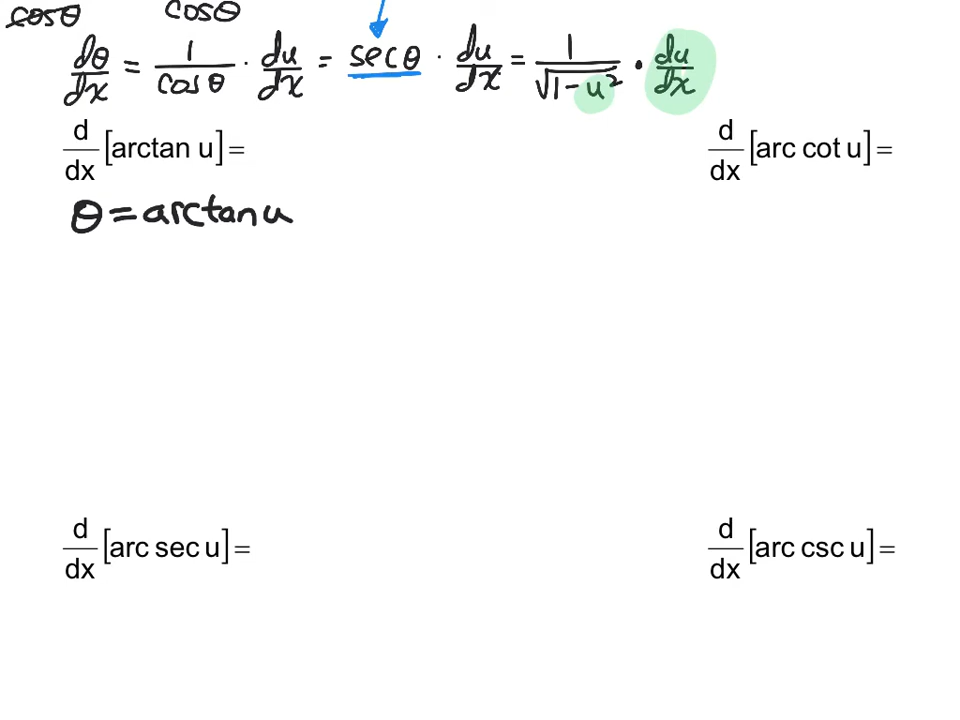 cosθ cosθ
dθ/dx = 1/cosθ · du/dx = secθ · du/dx = 1/√(1-u²) · du/dx
d/dx [arctan u] = d/dx [arc cot u] =
θ = arctan u
d/dx [arc sec u] = d/dx [arc csc u] =